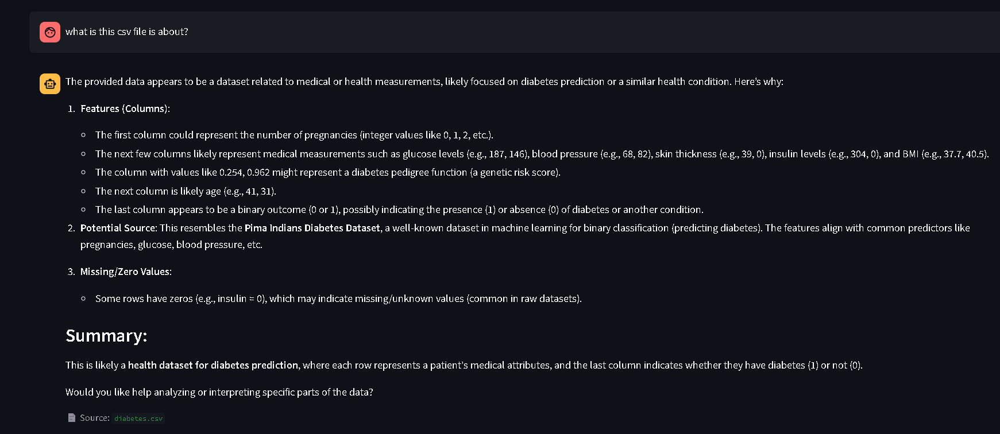 what is this csv file is about?
The provided data appears to be a dataset related to medical or health measurements, likely focused on diabetes prediction or a similar health condition. Here's why:
1. Features (Columns):
The first column could represent the number of pregnancies (integer values like 0, 1, 2, etc.).
The next few columns likely represent medical measurements such as glucose levels (e.g., 187, 146), blood pressure (e.g., 68, 82), skin thickness (e.g., 39, 0), insulin levels (e.g., 304, 0), and BMI (e.g., 37.7, 40.5).
The column with values like 0.254, 0.962 might represent a diabetes pedigree function (a genetic risk score).
The next column is likely age (e.g., 41, 31).
The last column appears to be a binary outcome (0 or 1), possibly indicating the presence (1) or absence (0) of diabetes or another condition.
2. Potential Source: This resembles the Pima Indians Diabetes Dataset, a well-known dataset in machine learning for binary classification (predicting diabetes). The features align with common predictors like
pregnancies, glucose, blood pressure, etc.
3. Missing/Zero Values:
Some rows have zeros (e.g., insulin = 0), which may indicate missing/unknown values (common in raw datasets).
Summary:
This is likely a health dataset for diabetes prediction, where each row represents a patient's medical attributes, and the last column indicates whether they have diabetes (1) or not (0).
Would you like help analyzing or interpreting specific parts of the data?
Source: diabetes.csv